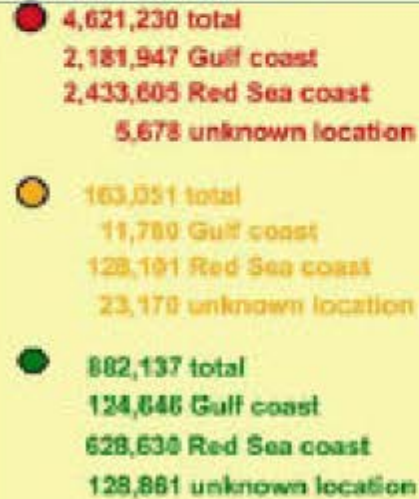 4,621,230 total
2,181,947 Gulf coast
2,433,605 Red Sea coast
5,678 unknown location
163,051 total
11,780 Gulf coast
128,101 Red Sea coast
23,170 unknown location
882,137 total
124,646 Gulf coast
628,630 Red Sea coast
128,861 unknown location